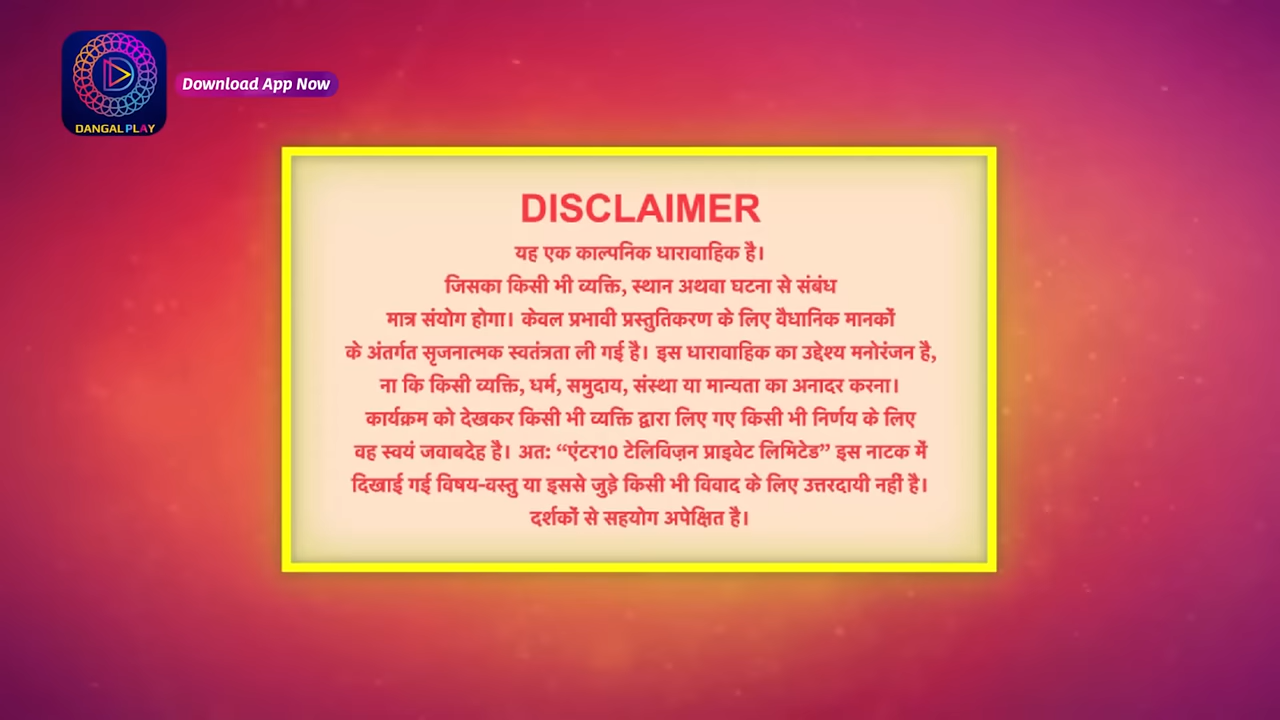 DANGAL PLAY
Download App Now
DISCLAIMER
यह एक काल्पनिक धारावाहिक है।
जिसका किसी भी व्यक्ति, स्थान अथवा घटना से संबंध
मात्र संयोग होगा। केवल प्रभावी प्रस्तुतिकरण के लिए वैधानिक मानकों
के अंतर्गत सृजनात्मक स्वतंत्रता ली गई है। इस धारावाहिक का उद्देश्य मनोरंजन है,
ना कि किसी व्यक्ति, धर्म, समुदाय, संस्था या मान्यता का अनादर करना।
कार्यक्रम को देखकर किसी भी व्यक्ति द्वारा लिए गए किसी भी निर्णय के लिए
वह स्वयं जवाबदेह है। अत: “एंटर10 टेलिविज़न प्राइवेट लिमिटेड” इस नाटक में
दिखाई गई विषय-वस्तु या इससे जुड़े किसी भी विवाद के लिए उत्तरदायी नहीं है।
दर्शकों से सहयोग अपेक्षित है।